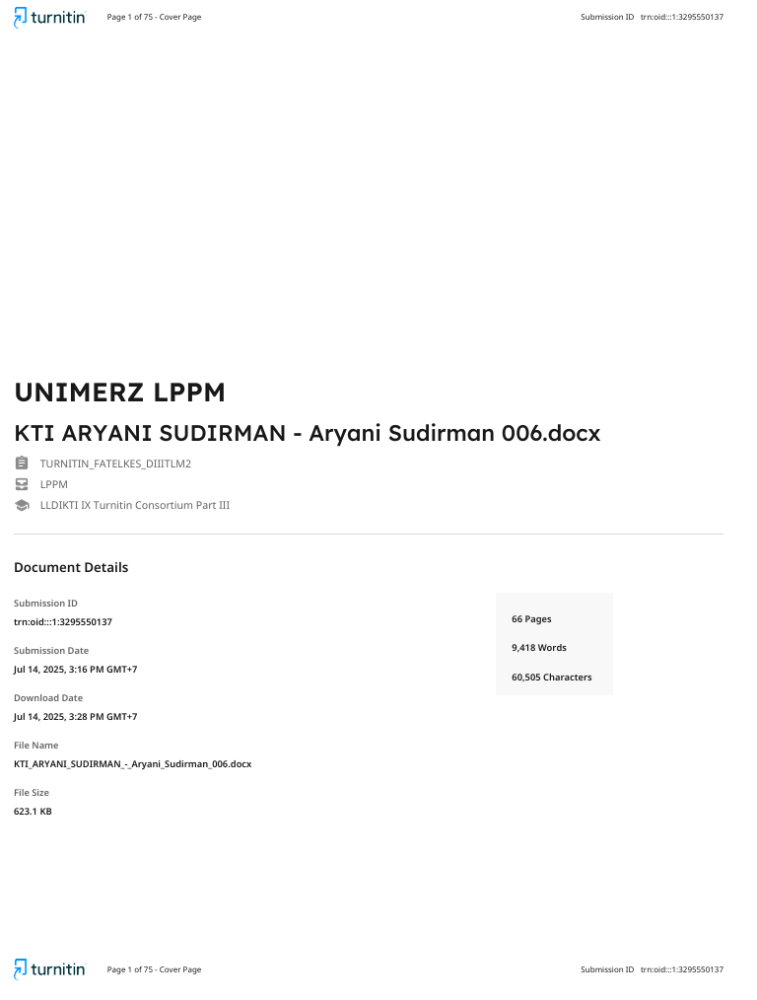 turnitin Page 1 of 75 - Cover Page Submission ID trn:oid:::1:3295550137
UNIMERZ LPPM
KTI ARYANI SUDIRMAN - Aryani Sudirman 006.docx
TURNITIN_FATELKES_DIIITLM2
LPPM
LLDIKTI IX Turnitin Consortium Part III
Document Details
Submission ID
trn:oid:::1:3295550137
Submission Date
Jul 14, 2025, 3:16 PM GMT+7
Download Date
Jul 14, 2025, 3:28 PM GMT+7
File Name
KTI_ARYANI_SUDIRMAN_-_Aryani_Sudirman_006.docx
File Size
623.1 KB
66 Pages
9,418 Words
60,505 Characters
turnitin Page 1 of 75 - Cover Page Submission ID trn:oid:::1:3295550137